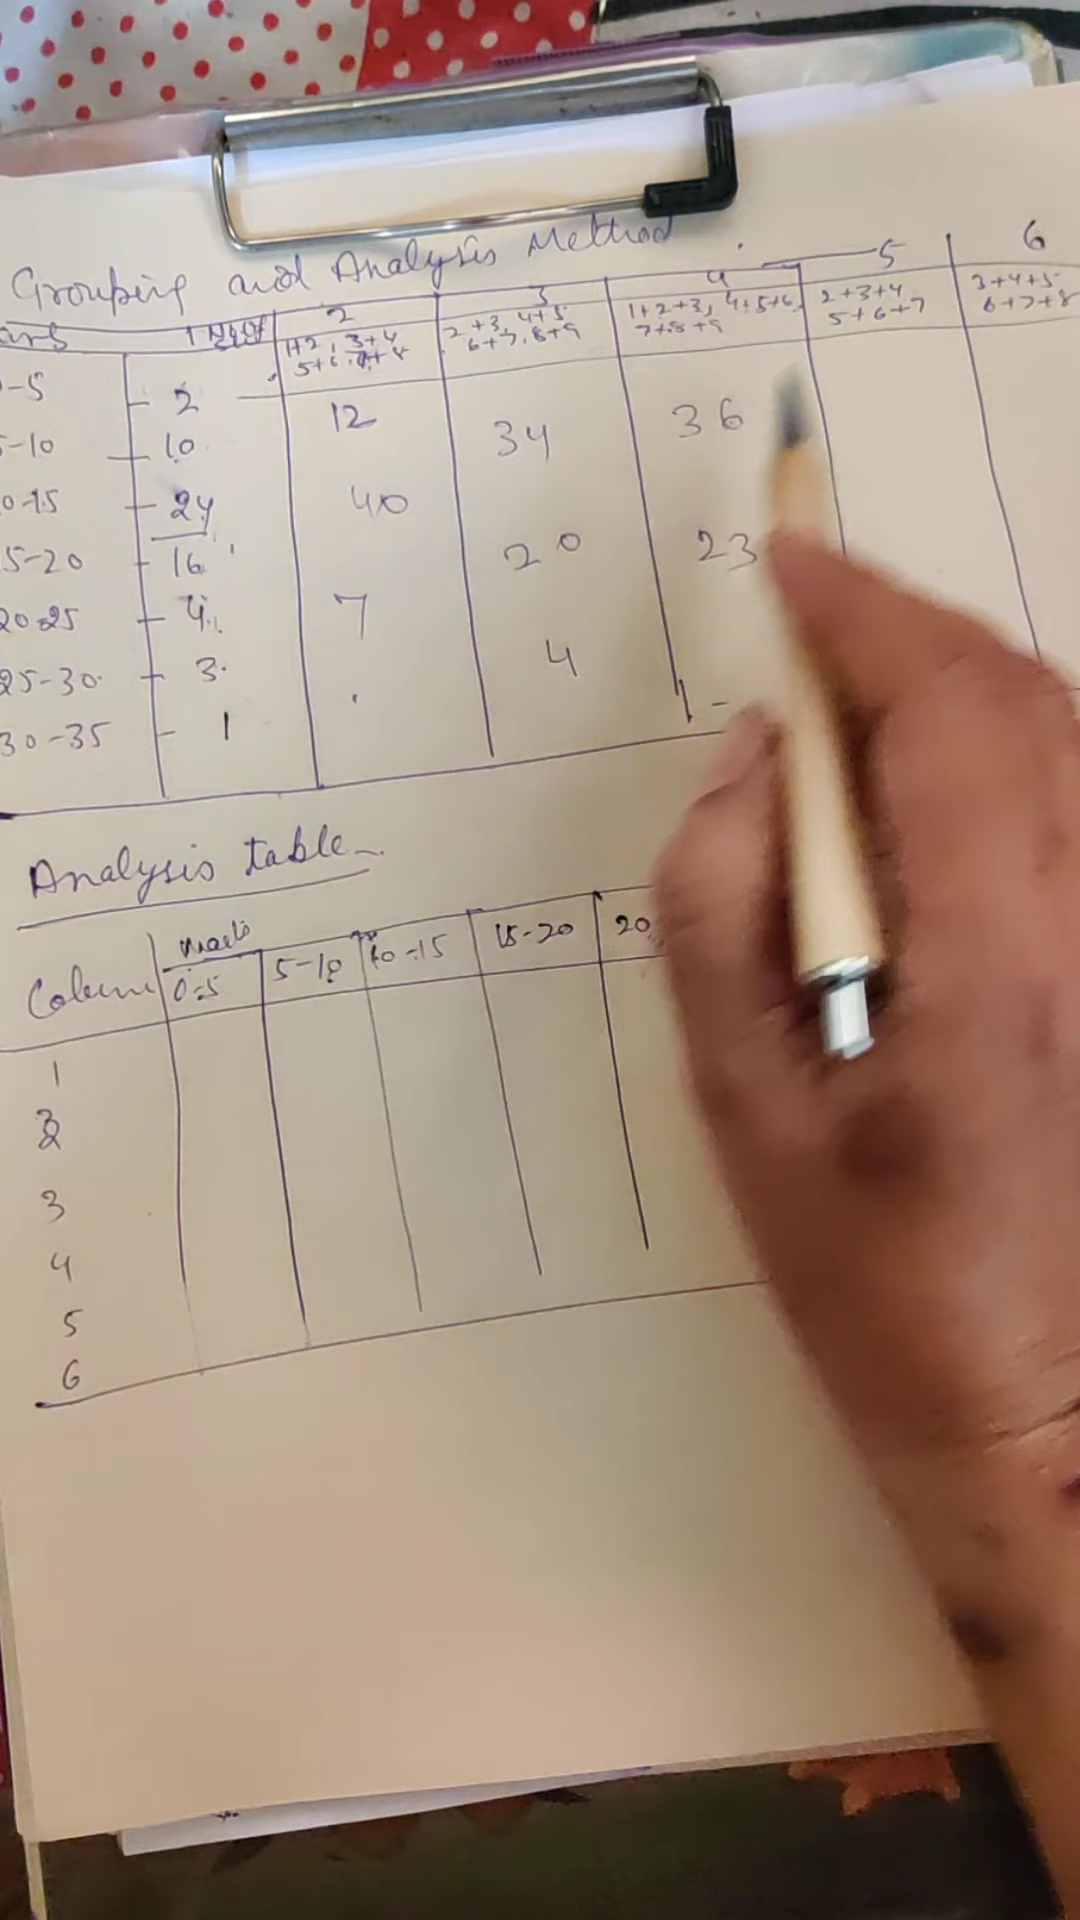 Grouping and Analysis Method
1 2 3 4 5 6
1+2, 3+4 2+3, 4+5 1+2+3, 4+5+6, 2+3+4 3+4+5
5+6 6+7, 8+9 7+8+9 5+6+7 6+7+8
-5 2 12
-10 10 34 36
0-15 24 40
5-20 16 20 23
20-25 4 7
25-30 3 4
30-35 1
Analysis table
Marks
Column 0-5 5-10 10-15 15-20 20
1
2
3
4
5
6